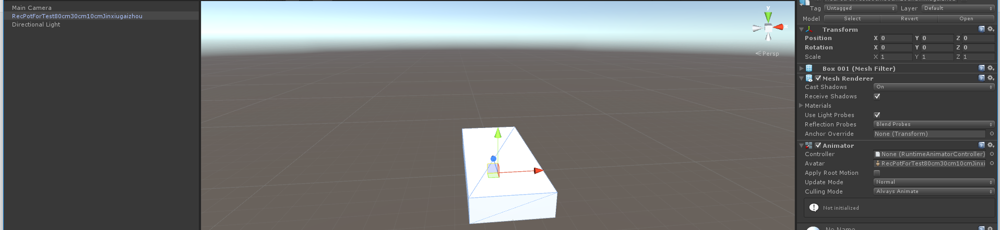 Main Camera
RecPotForTest80cm30cm10cmJinxiugaizhou
Directional Light
y
x
Persp
Tag Untagged Layer Default
Model Select Revert Open
Transform
Position X 0 Y 0 Z 0
Rotation X 0 Y 0 Z 0
Scale X 1 Y 1 Z 1
Box 001 (Mesh Filter)
Mesh Renderer
Cast Shadows On
Receive Shadows
Materials
Use Light Probes
Reflection Probes Blend Probes
Anchor Override None (Transform)
Animator
Controller None (RuntimeAnimatorController)
Avatar RecPotForTest80cm30cm10cmJinxi
Apply Root Motion
Update Mode Normal
Culling Mode Always Animate
Not initialized
No Name